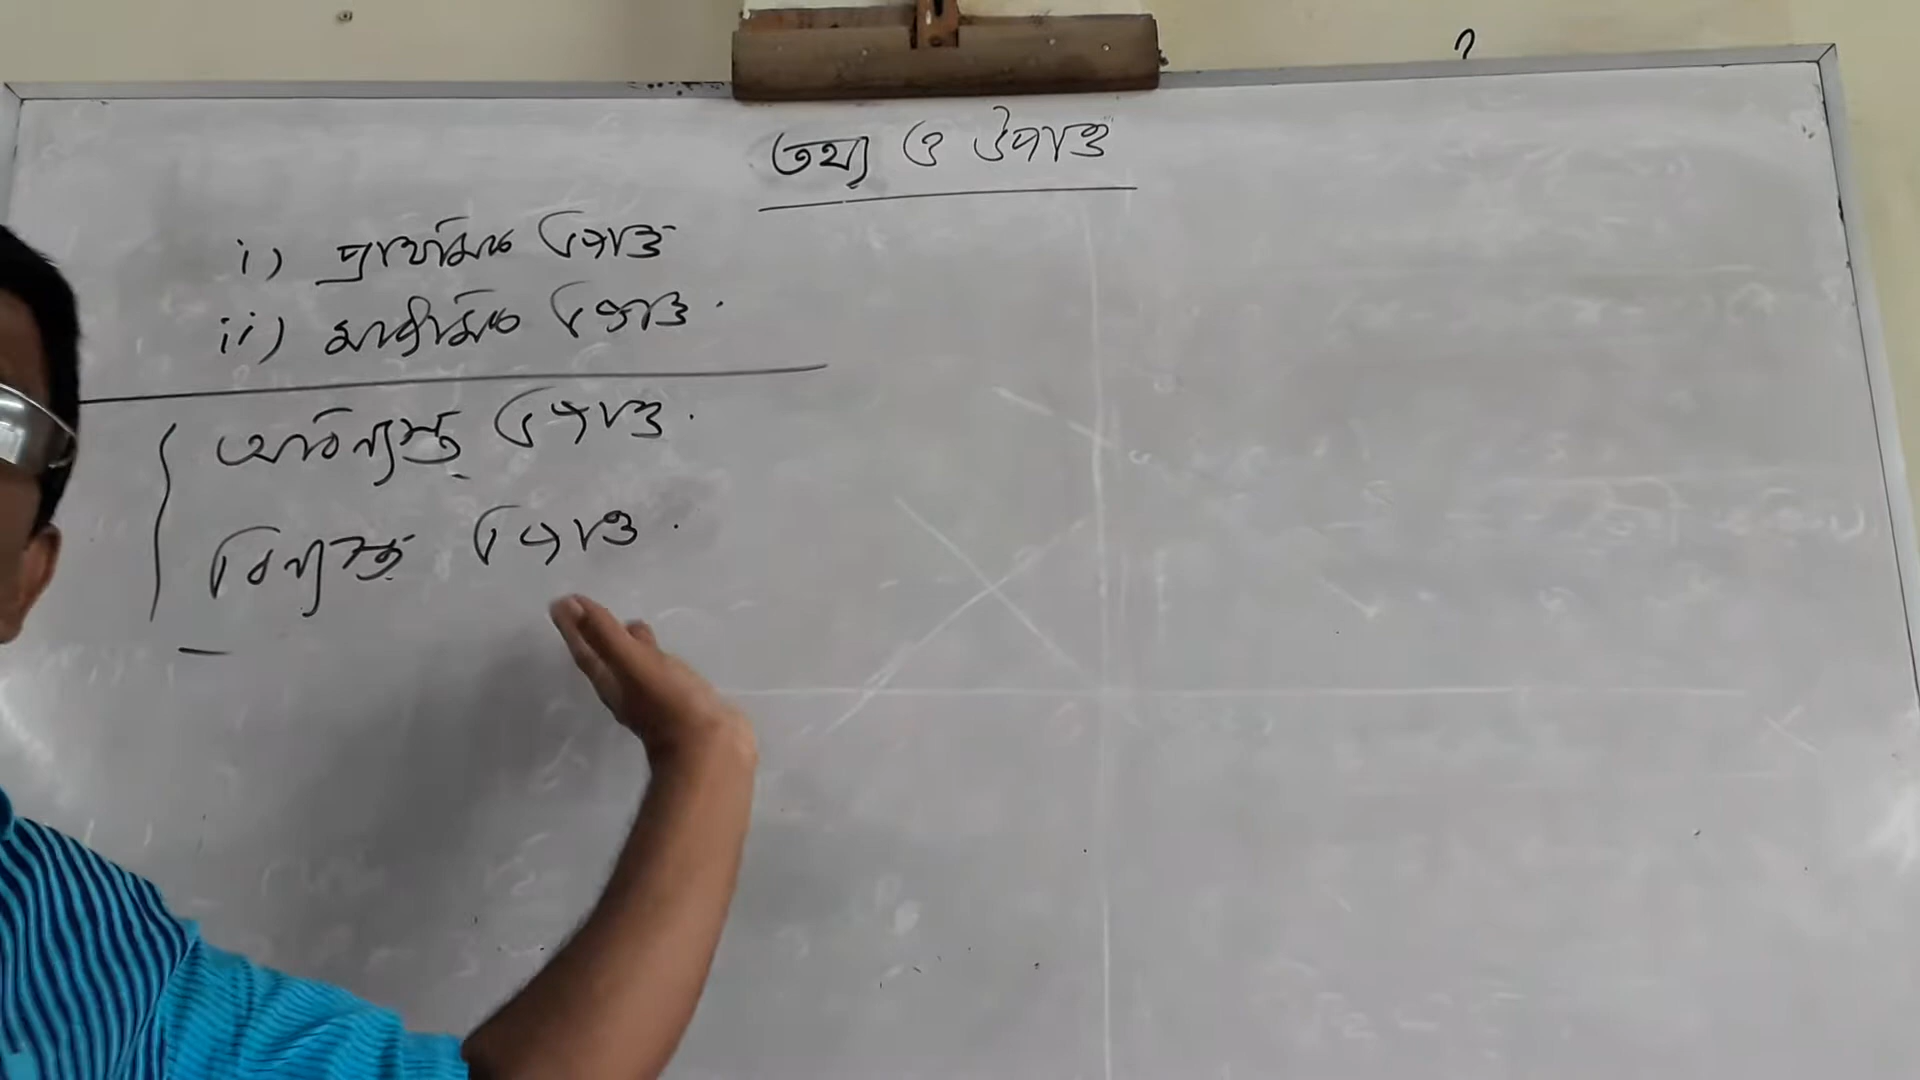 তথ্য ও উপাত্ত
i) প্রাথমিক উপাত্ত
ii) মাধ্যমিক উপাত্ত.
অবিন্যস্ত উপাত্ত.
বিন্যস্ত উপাত্ত.